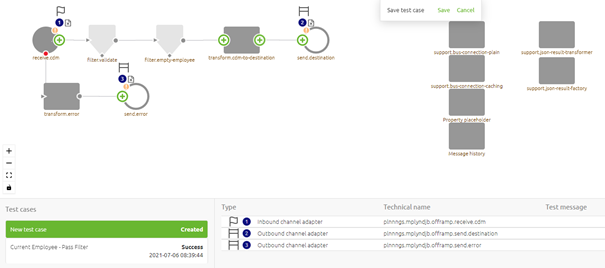 Save test case Save Cancel
1
2
receive.cdm
Filter.validate
Filter.empty-employee
transform.cdm-to-destination
send.destination
support.bus-connection-plain
support.json-result-transformer
3
transform.error
send.error
support.bus-connection-caching
support.json-result-factory
Property placeholder
Message history
Test cases
New test case Created
Current Employee - Pass Filter Success
2021-07-06 08:39:44
Type Technical name Test message
1 Inbound channel adapter plnnngs.mplyndjb.offramp.receive.cdm
2 Outbound channel adapter plnnngs.mplyndjb.offramp.send.destination
3 Outbound channel adapter plnnngs.mplyndjb.offramp.send.error